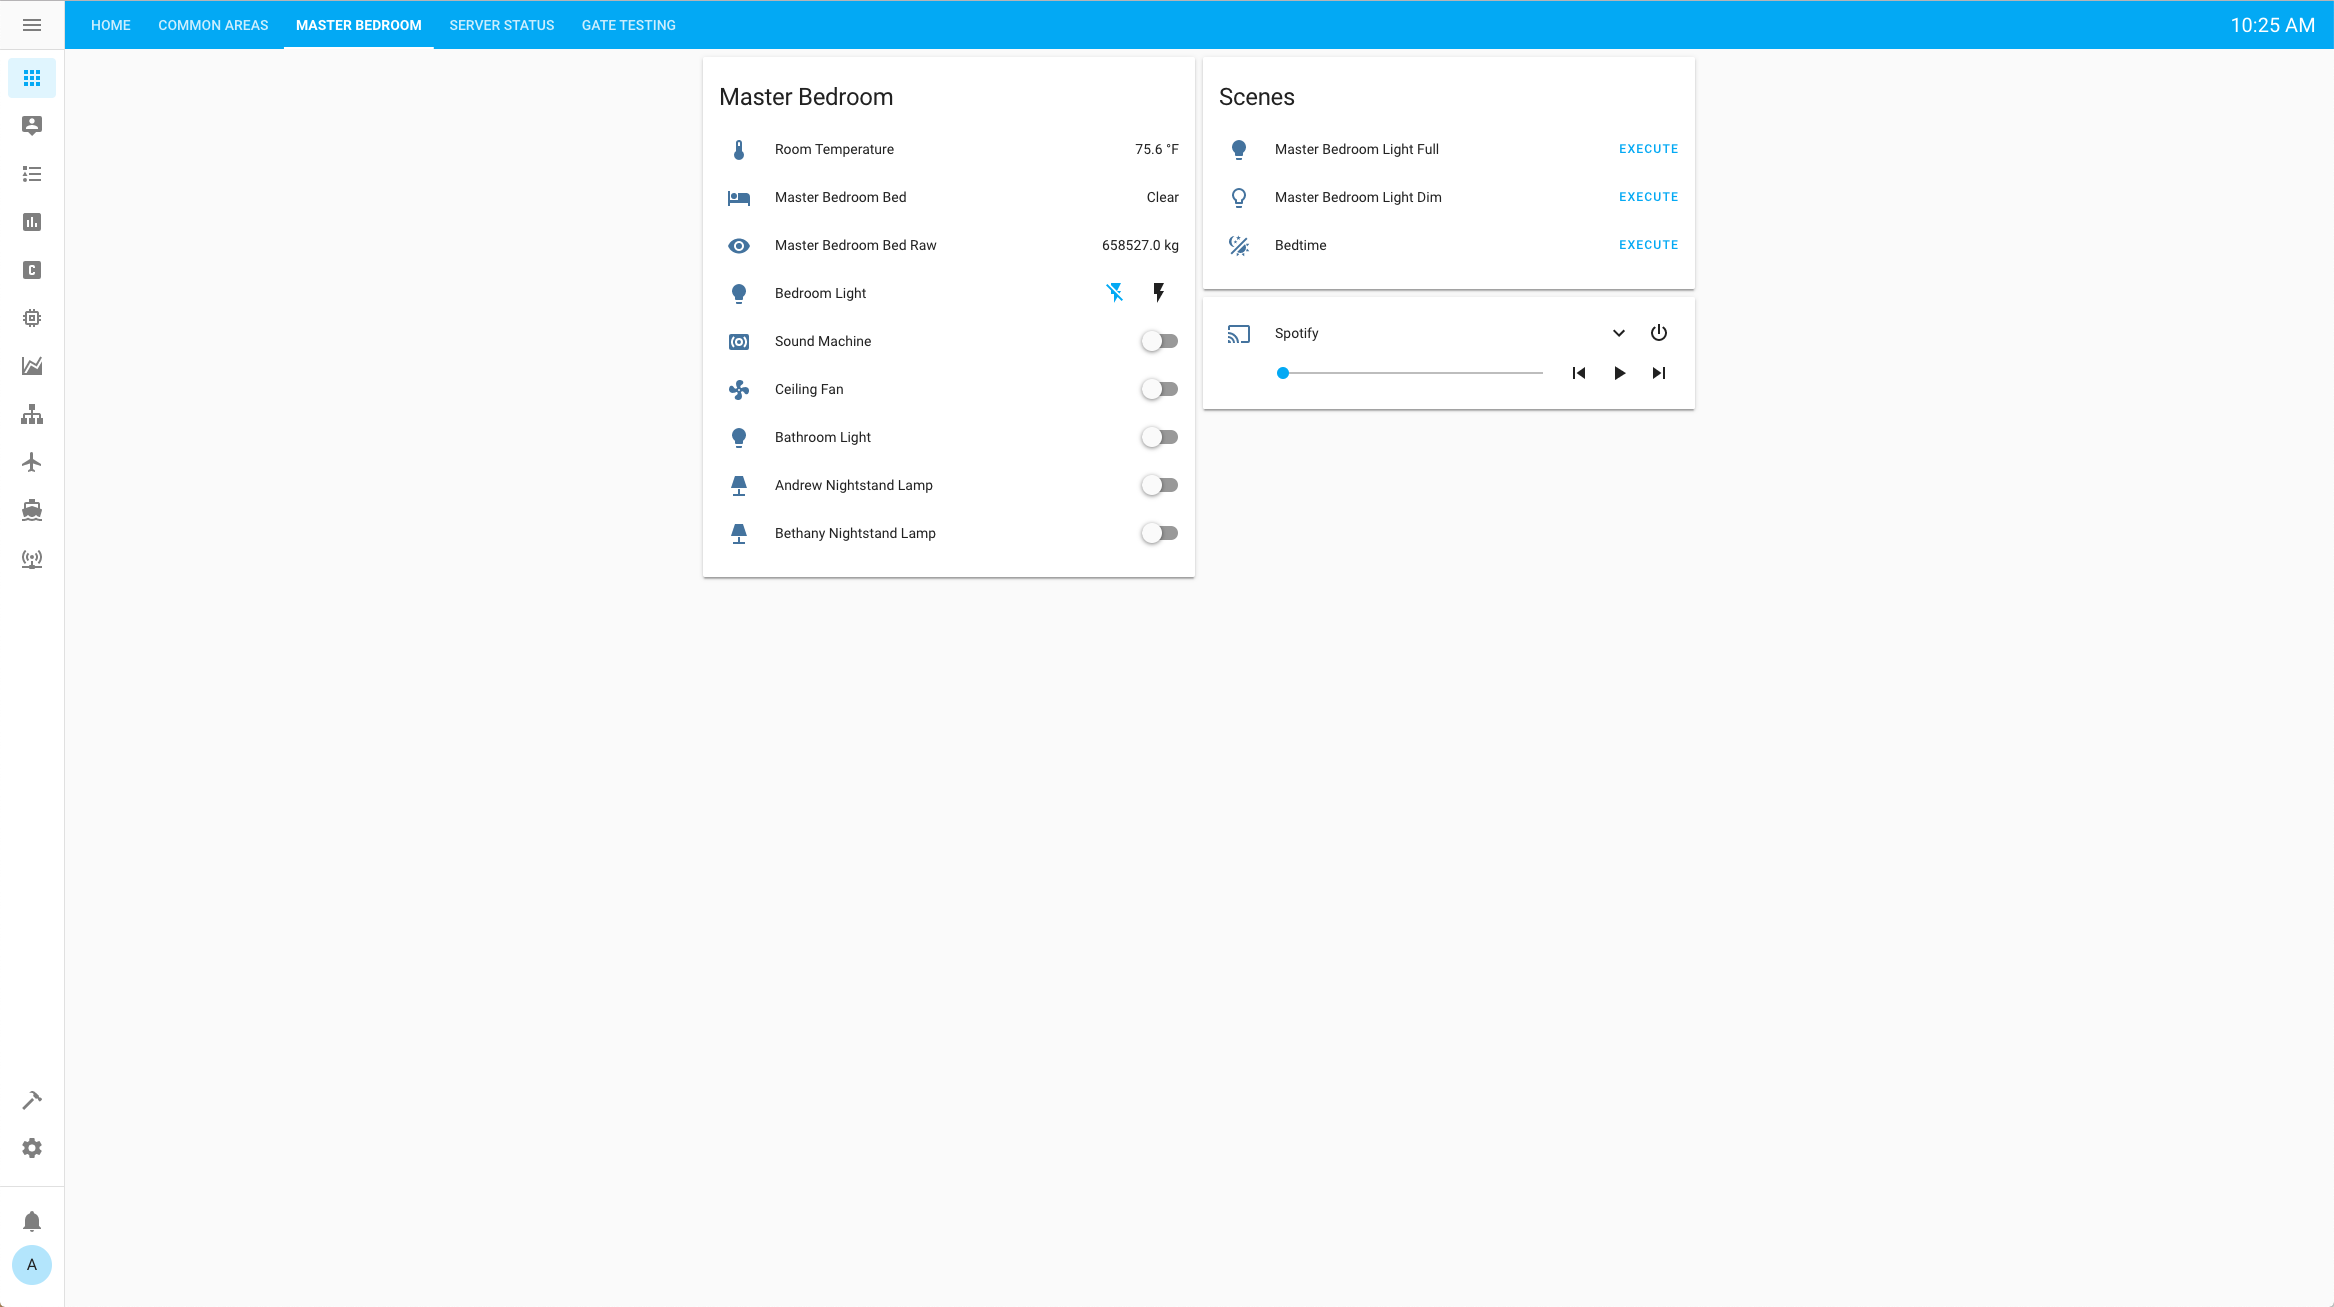 HOME COMMON AREAS MASTER BEDROOM SERVER STATUS GATE TESTING 10:25 AM
Master Bedroom
Room Temperature 75.6 °F
Master Bedroom Bed Clear
Master Bedroom Bed Raw 658527.0 kg
Bedroom Light
Sound Machine
Ceiling Fan
Bathroom Light
Andrew Nightstand Lamp
Bethany Nightstand Lamp
Scenes
Master Bedroom Light Full EXECUTE
Master Bedroom Light Dim EXECUTE
Bedtime EXECUTE
Spotify
C
A